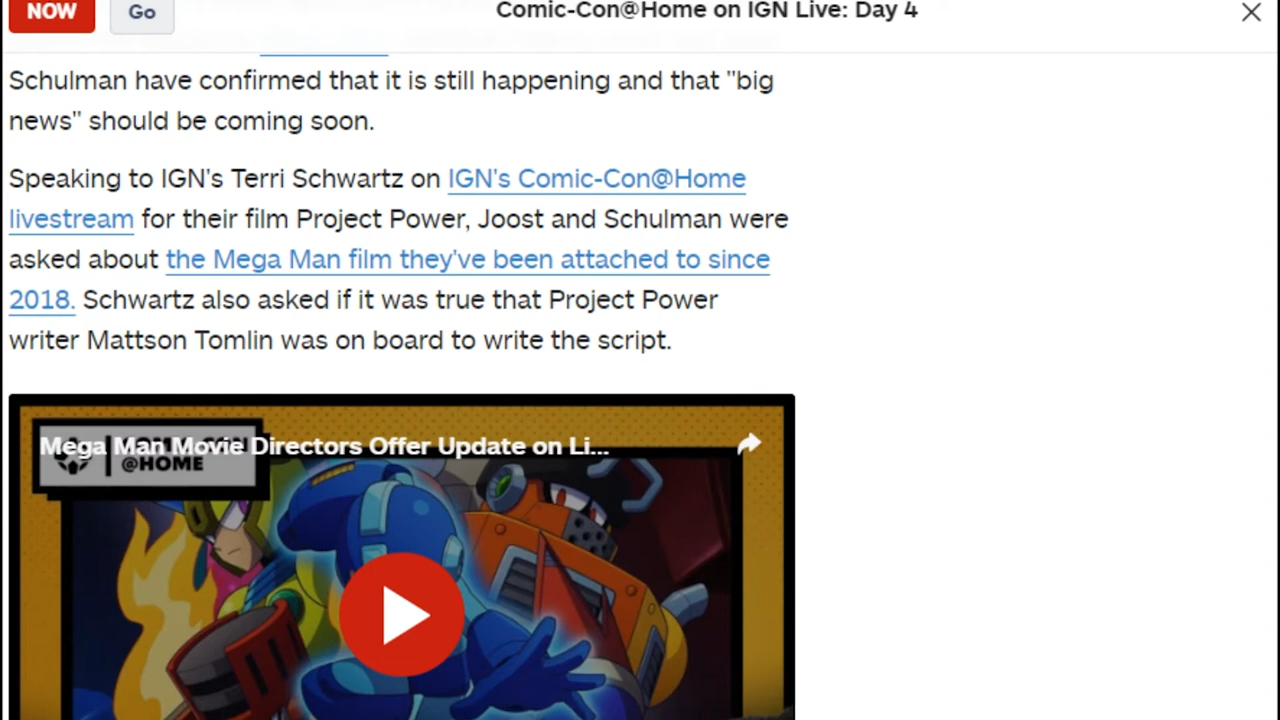 NOW
Go
Comic-Con@Home on IGN Live: Day 4
Schulman have confirmed that it is still happening and that "big
news" should be coming soon.
Speaking to IGN's Terri Schwartz on IGN's Comic-Con@Home
livestream for their film Project Power, Joost and Schulman were
asked about the Mega Man film they've been attached to since
2018. Schwartz also asked if it was true that Project Power
writer Mattson Tomlin was on board to write the script.
Mega Man Movie Directors Offer Update on Li...
@HOME